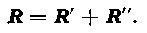 R = R′ + R″.